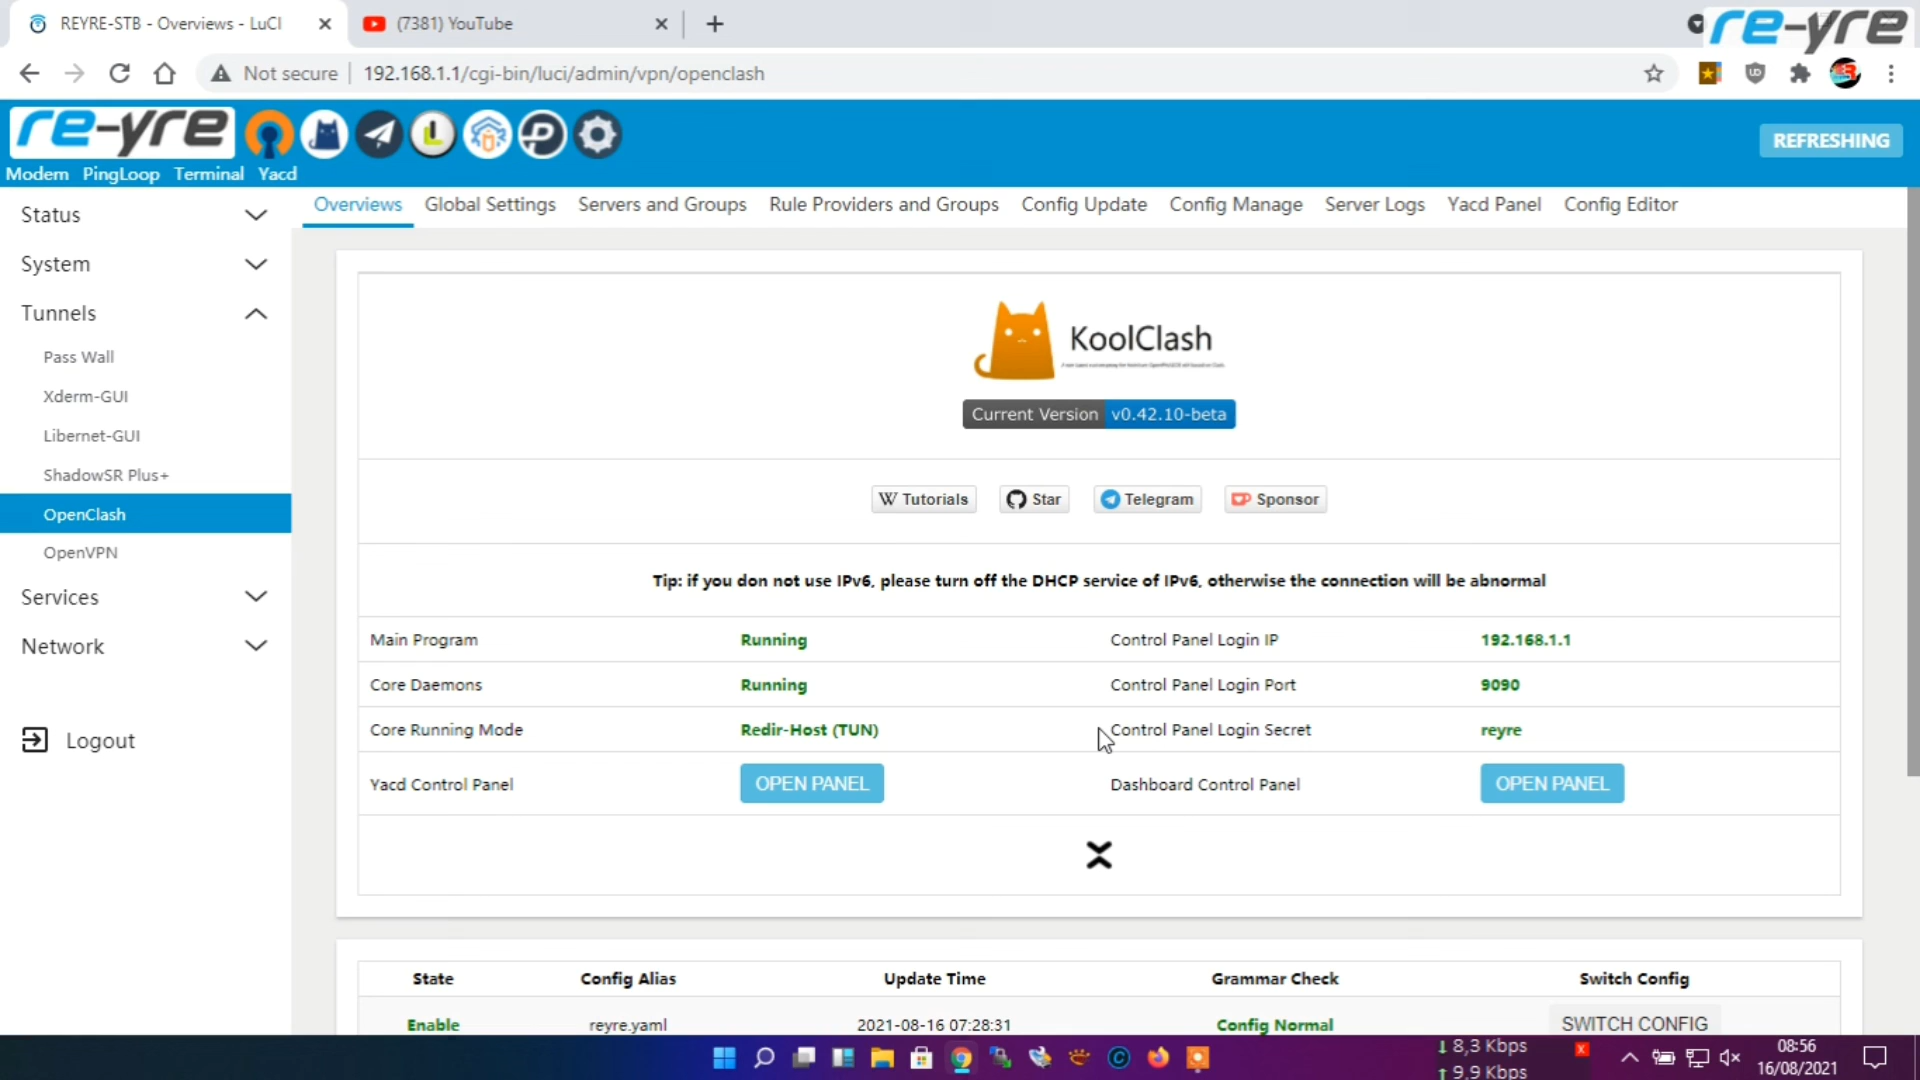 REYRE-STB - Overviews - LuCI
(7381) YouTube
re-yre
Not secure
192.168.1.1/cgi-bin/luci/admin/vpn/openclash
re-yre
REFRESHING
Modem PingLoop Terminal Yacd
Status
System
Tunnels
Pass Wall
Xderm-GUI
Libernet-GUI
ShadowSR Plus+
OpenClash
OpenVPN
Services
Network
Logout
Overviews Global Settings Servers and Groups Rule Providers and Groups Config Update Config Manage Server Logs Yacd Panel Config Editor
KoolClash
Current Version v0.42.10-beta
W Tutorials Star Telegram Sponsor
Tip: if you don not use IPv6, please turn off the DHCP service of IPv6, otherwise the connection will be abnormal
Main Program Running Control Panel Login IP 192.168.1.1
Core Daemons Running Control Panel Login Port 9090
Core Running Mode Redir-Host (TUN) Control Panel Login Secret reyre
Yacd Control Panel OPEN PANEL Dashboard Control Panel OPEN PANEL
State Config Alias Update Time Grammar Check Switch Config
Enable reyre.yaml 2021-08-16 07:28:31 Config Normal SWITCH CONFIG
8,3 Kbps
9,9 Kbps
08:56
16/08/2021